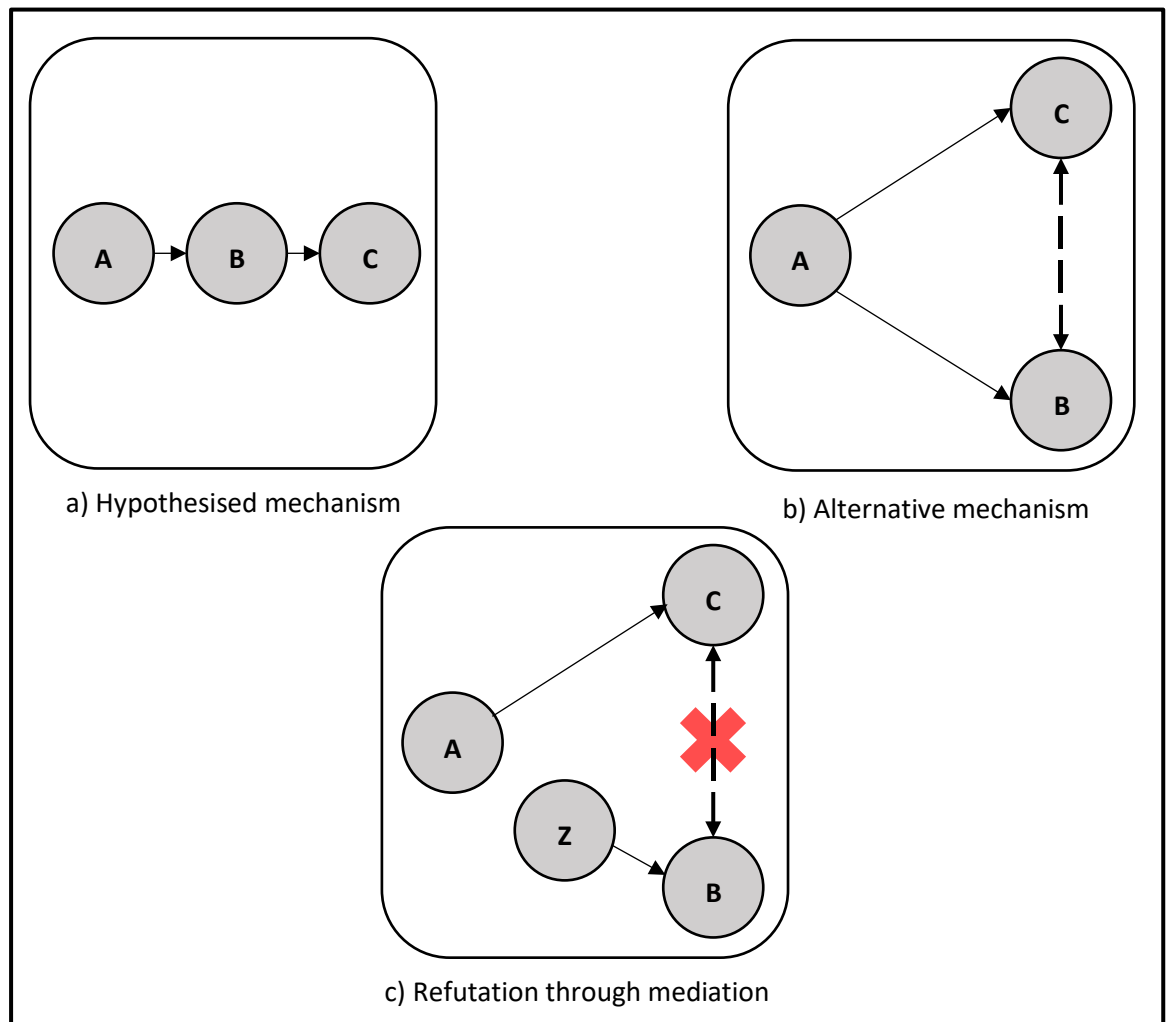 A
B
C
a) Hypothesised mechanism
C
A
B
b) Alternative mechanism
C
A
Z
B
c) Refutation through mediation